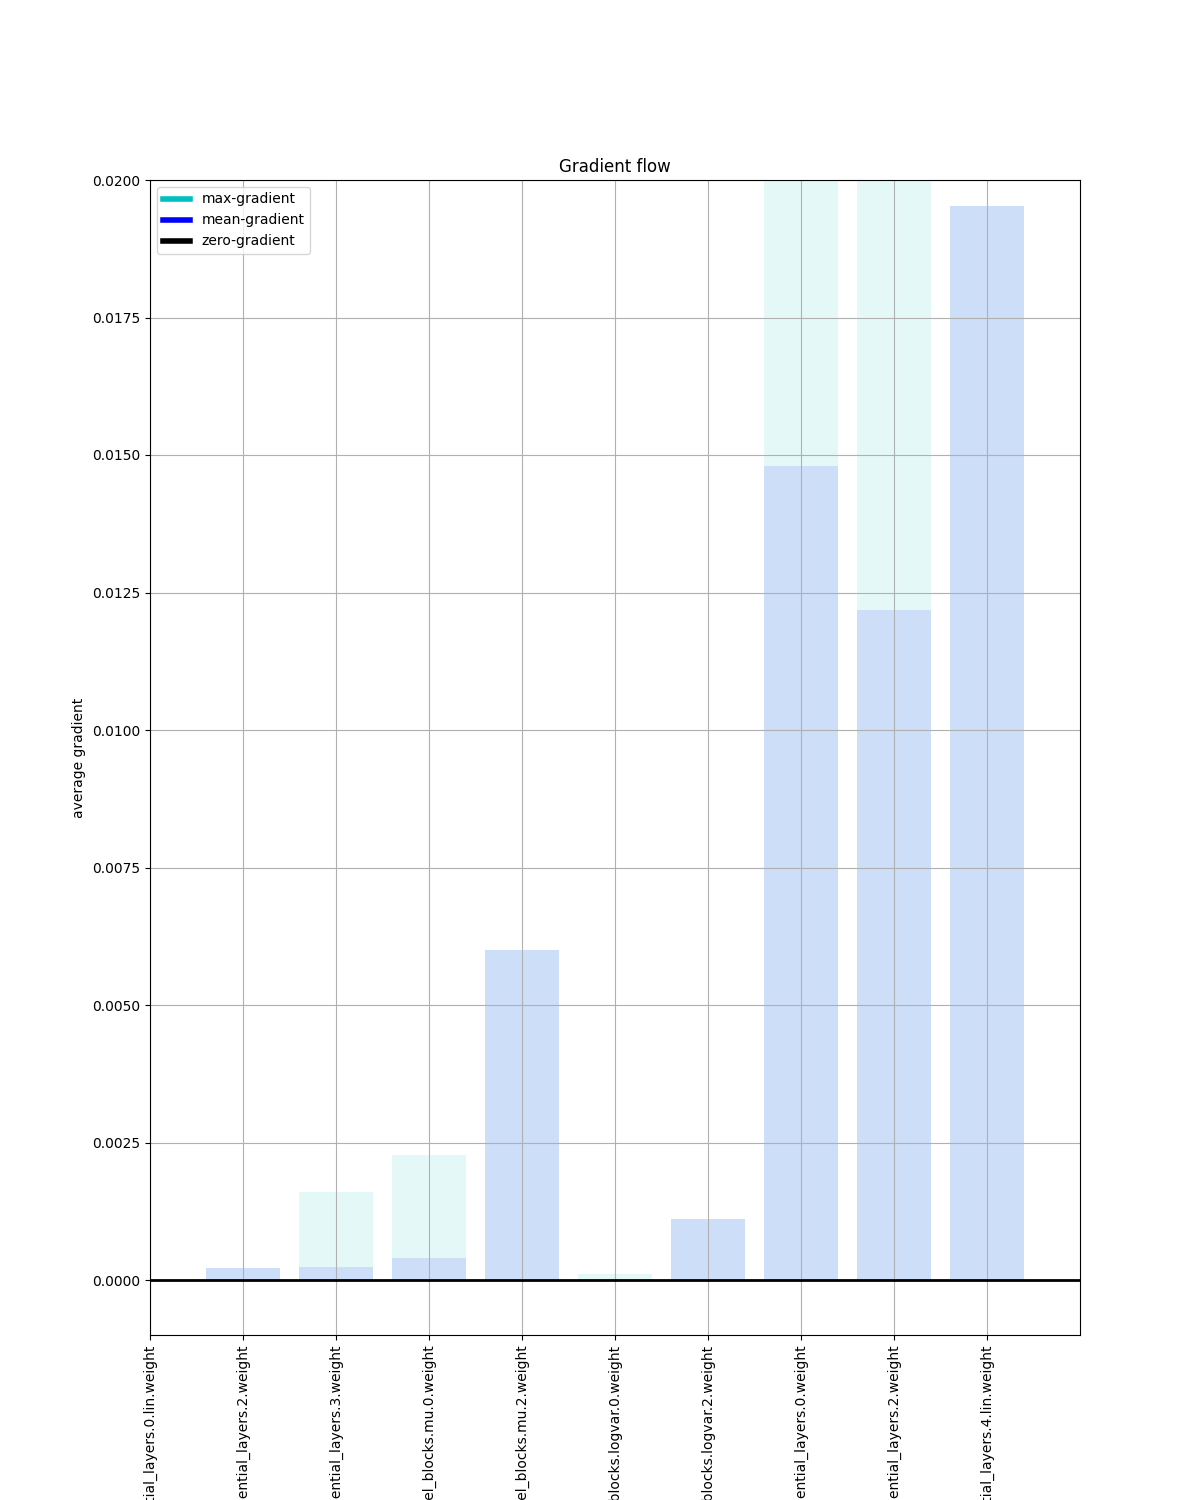 Gradient flow
max-gradient
mean-gradient
zero-gradient
0.0200
0.0175
0.0150
0.0125
0.0100
0.0075
0.0050
0.0025
0.0000
average gradient
tial_layers.0.lin.weight
ential_layers.2.weight
ential_layers.3.weight
el_blocks.mu.0.weight
el_blocks.mu.2.weight
blocks.logvar.0.weight
blocks.logvar.2.weight
ential_layers.0.weight
ential_layers.2.weight
tial_layers.4.lin.weight